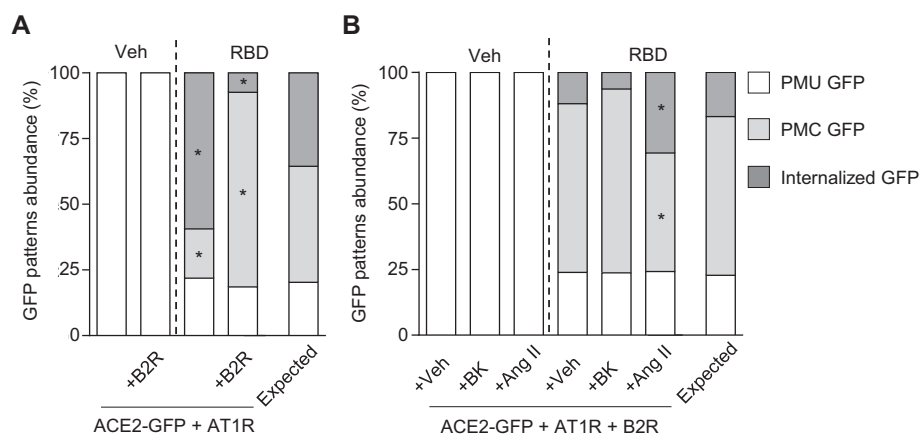 A
Veh
RBD
GFP patterns abundance (%)
100
75
50
25
0
*
*
*
*
+B2R
+B2R
Expected
ACE2-GFP + AT1R
B
Veh
RBD
GFP patterns abundance (%)
100
75
50
25
0
*
*
+Veh
+BK
+Ang II
+Veh
+BK
+Ang II
Expected
ACE2-GFP + AT1R + B2R
PMU GFP
PMC GFP
Internalized GFP